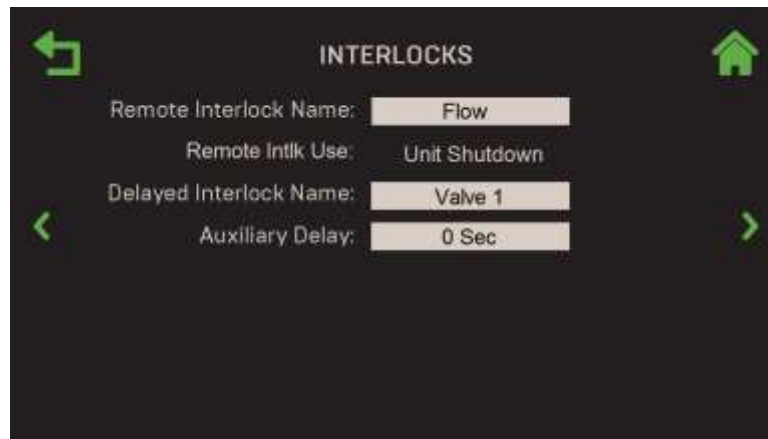 INTERLOCKS
Remote Interlock Name: Flow
Remote Intlk Use: Unit Shutdown
Delayed Interlock Name: Valve 1
Auxiliary Delay: 0 Sec